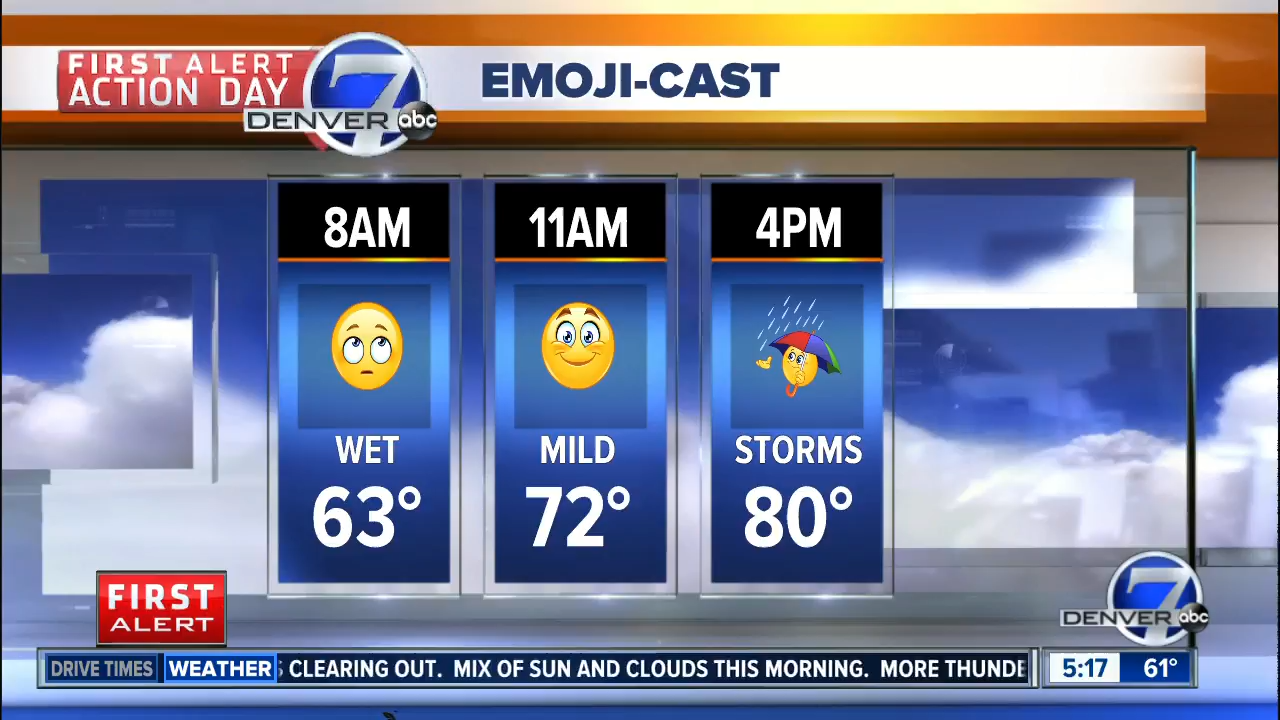 FIRST ALERT
ACTION DAY
7
DENVER abc
EMOJI-CAST
8AM
WET
63°
11AM
MILD
72°
4PM
STORMS
80°
FIRST
ALERT
7
DENVER abc
DRIVE TIMES WEATHER CLEARING OUT. MIX OF SUN AND CLOUDS THIS MORNING. MORE THUNDE
5:17 61°